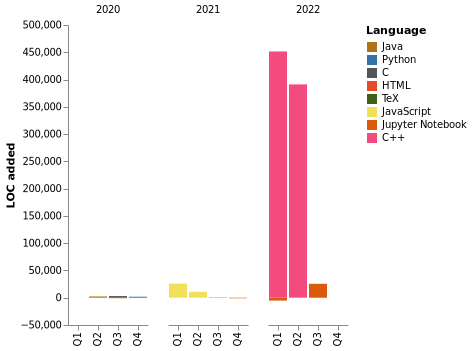 2020 2021 2022
500,000
450,000
400,000
350,000
300,000
250,000
200,000
150,000
100,000
50,000
0
−50,000
LOC added
Q1 Q2 Q3 Q4 Q1 Q2 Q3 Q4 Q1 Q2 Q3 Q4
Language
Java
Python
C
HTML
TeX
JavaScript
Jupyter Notebook
C++